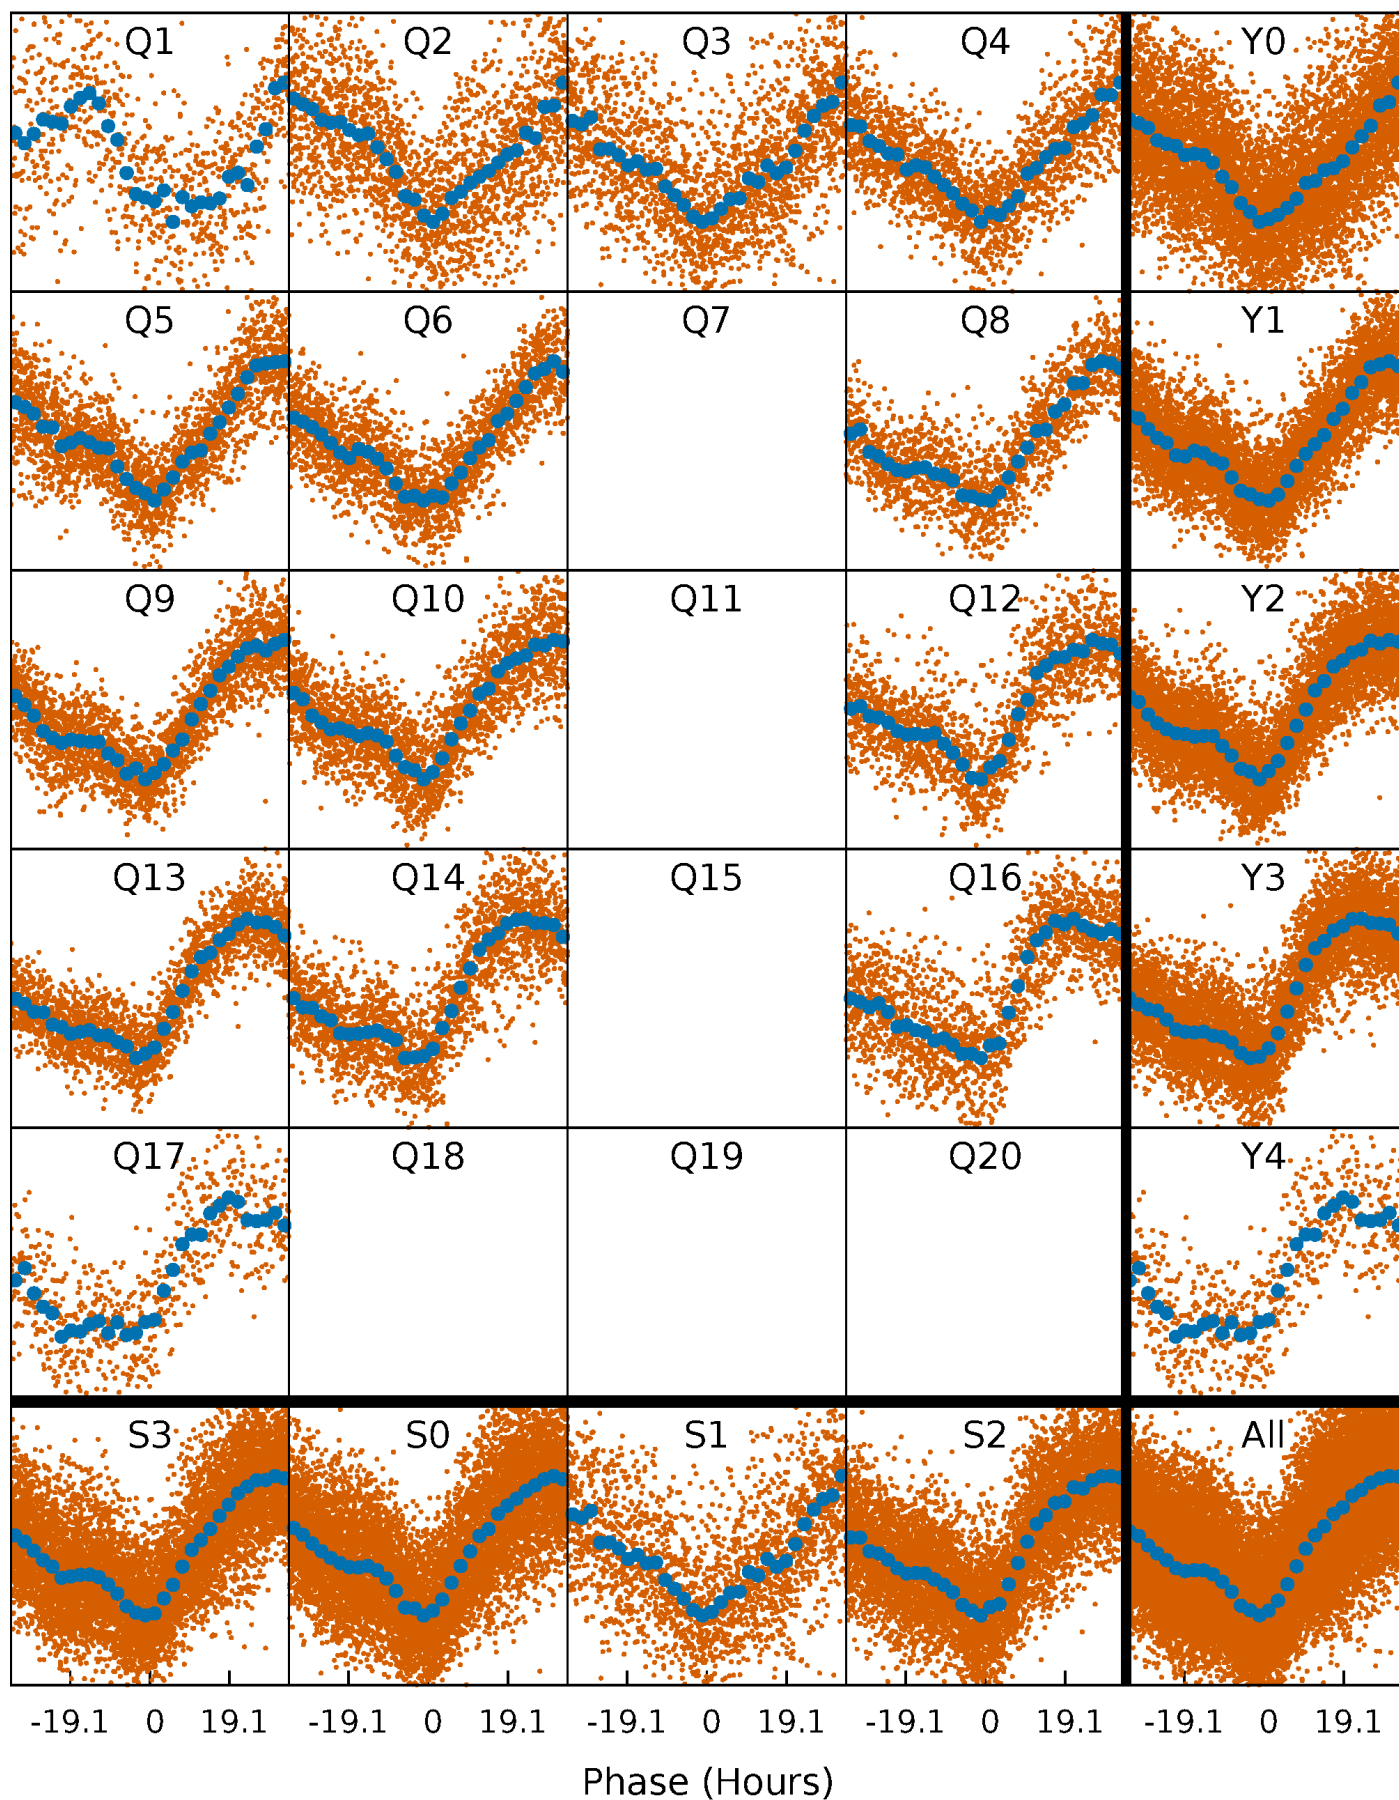 Q1 Q2 Q3 Q4 Y0
Q5 Q6 Q7 Q8 Y1
Q9 Q10 Q11 Q12 Y2
Q13 Q14 Q15 Q16 Y3
Q17 Q18 Q19 Q20 Y4
S3 S0 S1 S2 All
-19.1 0 19.1 -19.1 0 19.1 -19.1 0 19.1 -19.1 0 19.1 -19.1 0 19.1
Phase (Hours)